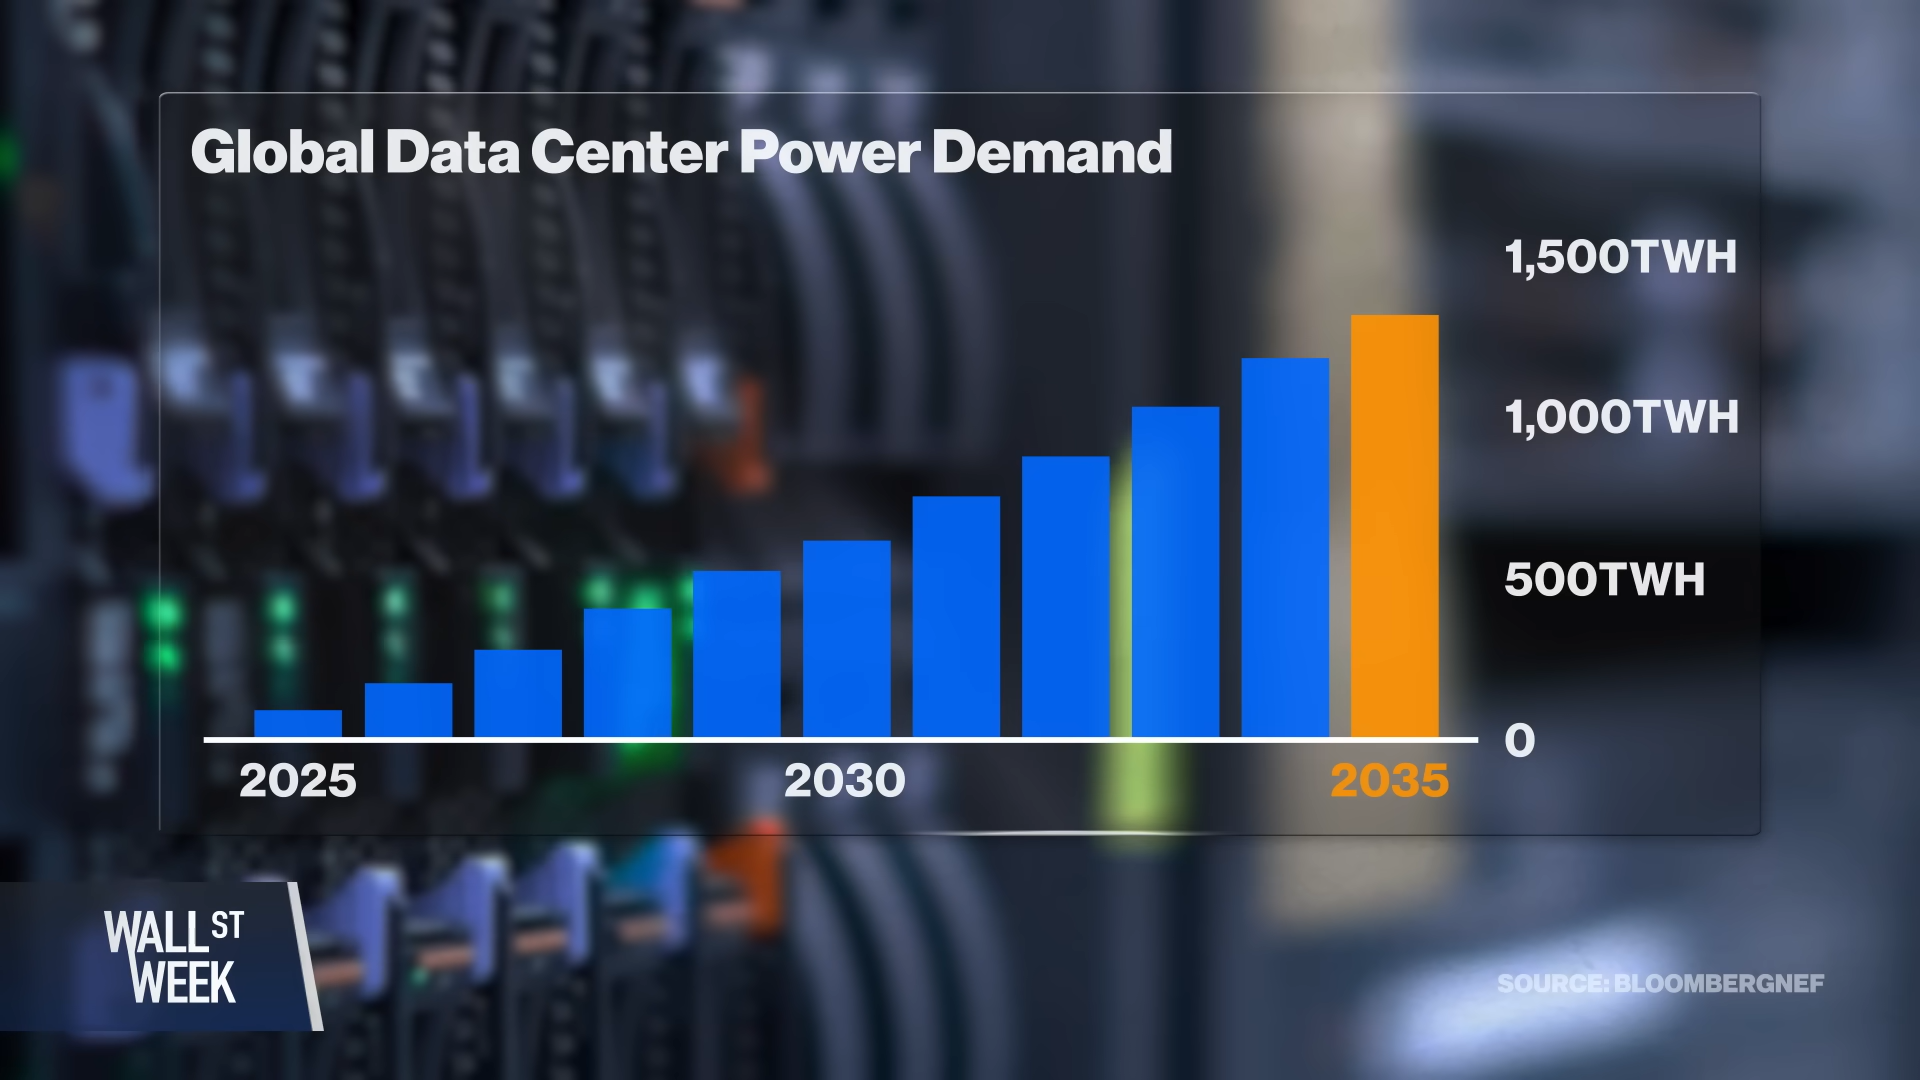 Global Data Center Power Demand
1,500TWH
1,000TWH
500TWH
0
2025 2030 2035
WALL ST
WEEK
SOURCE: BLOOMBERGNEF